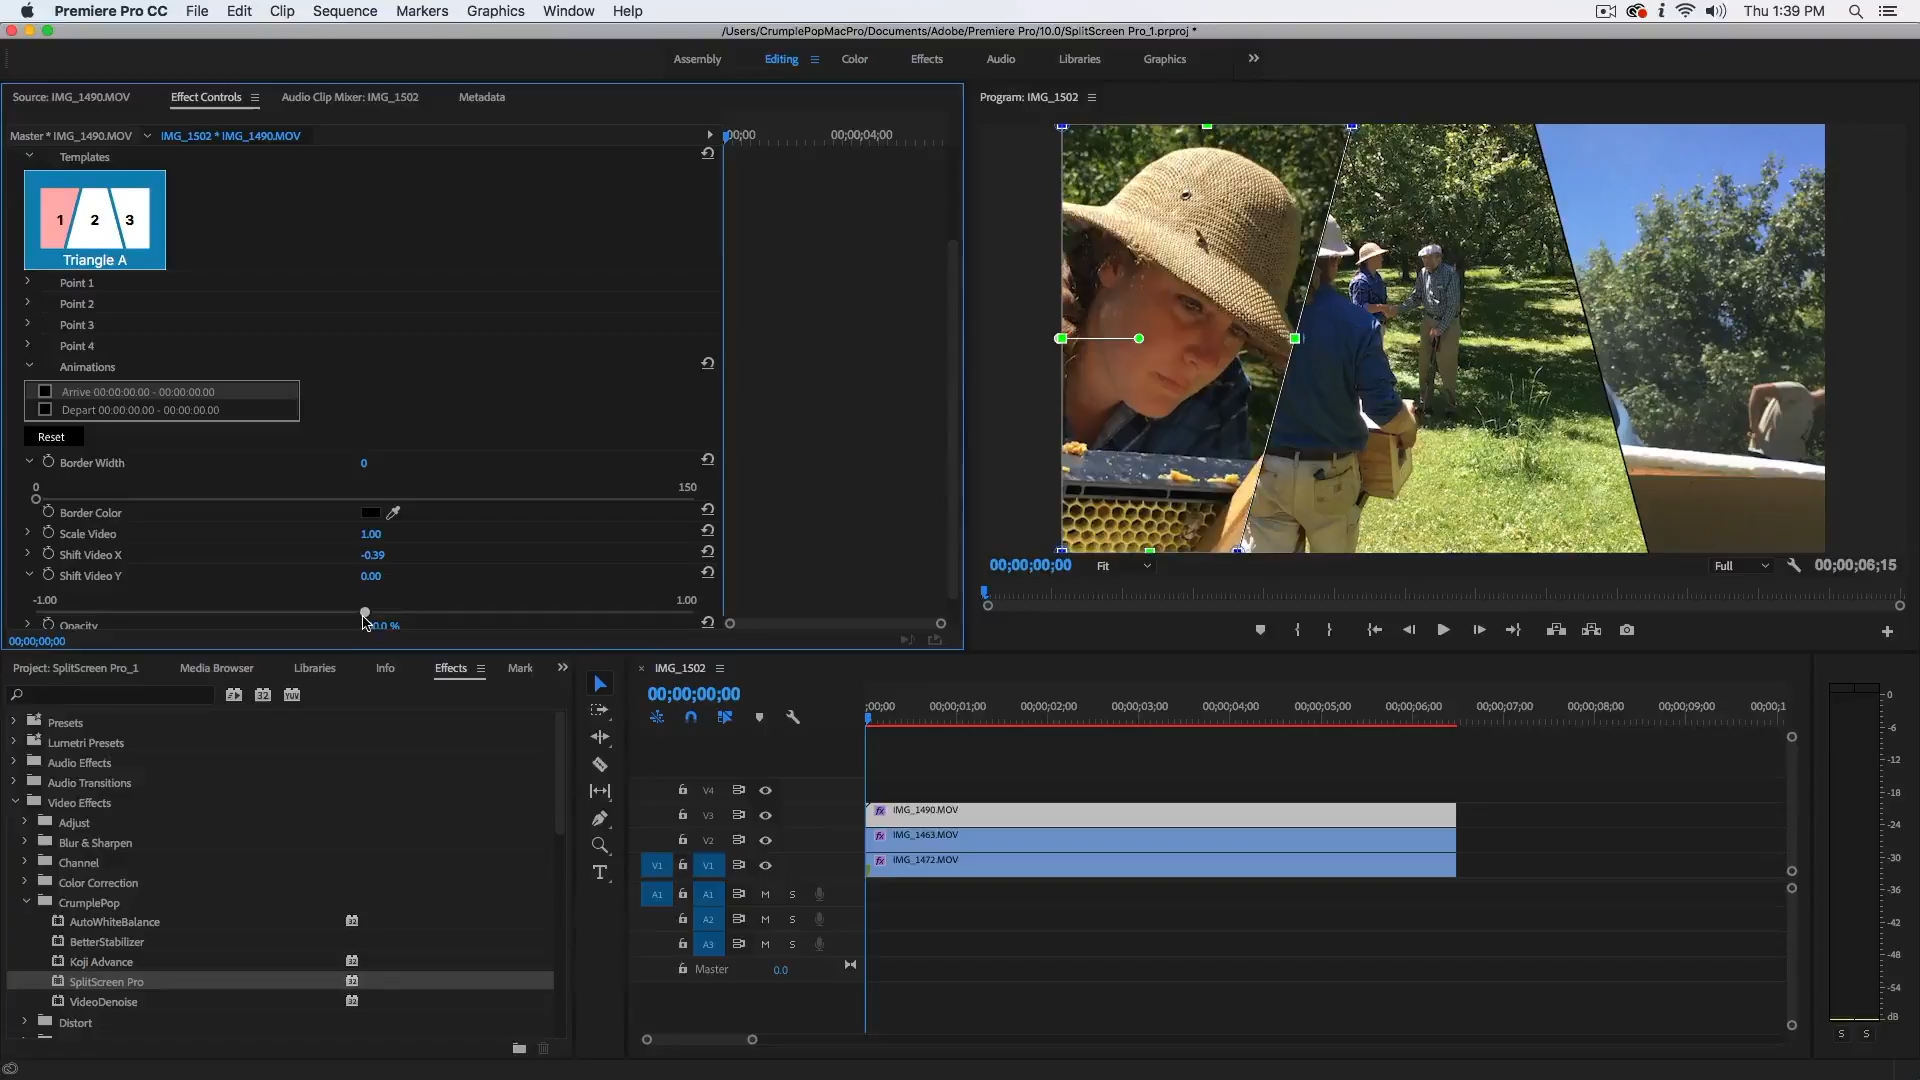 Premiere Pro CC File Edit Clip Sequence Markers Graphics Window Help Thu 1:39 PM
/Users/CrumplePopMacPro/Documents/Adobe/Premiere Pro/10.0/SplitScreen Pro_1.prproj *
Assembly Editing Color Effects Audio Libraries Graphics
Source: IMG_1490.MOV Effect Controls Audio Clip Mixer: IMG_1502 Metadata
Master * IMG_1490.MOV IMG_1502 * IMG_1490.MOV
:00;00 00;00;04;00
Templates
1 2 3
Triangle A
Point 1
Point 2
Point 3
Point 4
Animations
Arrive 00:00:00.00 - 00:00:00.00
Depart 00:00:00.00 - 00:00:00.00
Reset
Border Width 0
0 150
Border Color
Scale Video 1.00
Shift Video X -0.39
Shift Video Y 0.00
-1.00 1.00
Opacity 0.0 %
00;00;00;00
Program: IMG_1502
00;00;00;00 Fit Full 00;00;06;15
Project: SplitScreen Pro_1 Media Browser Libraries Info Effects Mark
32 YUV
Presets
Lumetri Presets
Audio Effects
Audio Transitions
Video Effects
Adjust
Blur & Sharpen
Channel
Color Correction
CrumplePop
AutoWhiteBalance 32
BetterStabilizer
Koji Advance 32
SplitScreen Pro 32
VideoDenoise 32
Distort
IMG_1502
00;00;00;00
;00;00 00;00;01;00 00;00;02;00 00;00;03;00 00;00;04;00 00;00;05;00 00;00;06;00 00;00;07;00 00;00;08;00 00;00;09;00 00;00;1
V4
V3 fx IMG_1490.MOV
V2 fx IMG_1463.MOV
V1 V1 fx IMG_1472.MOV
A1 A1 M S
A2 M S
A3 M S
Master 0.0
0
-6
-12
-18
-24
-30
-36
-42
-48
-54
dB
S S